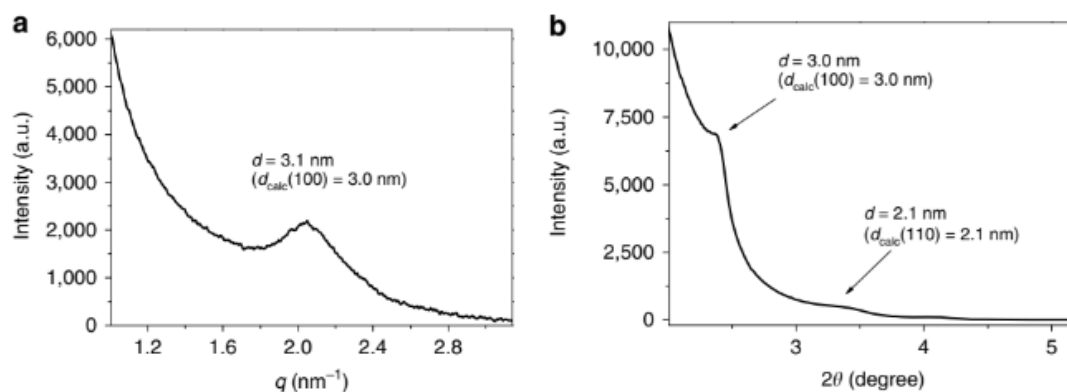 a
6,000
5,000
4,000
3,000
2,000
1,000
0
Intensity (a.u.)
d = 3.1 nm
(dcalc(100) = 3.0 nm)
1.2 1.6 2.0 2.4 2.8
q (nm⁻¹)
b
10,000
7,500
5,000
2,500
0
Intensity (a.u.)
d = 3.0 nm
(dcalc(100) = 3.0 nm)
d = 2.1 nm
(dcalc(110) = 2.1 nm)
3 4 5
2θ (degree)